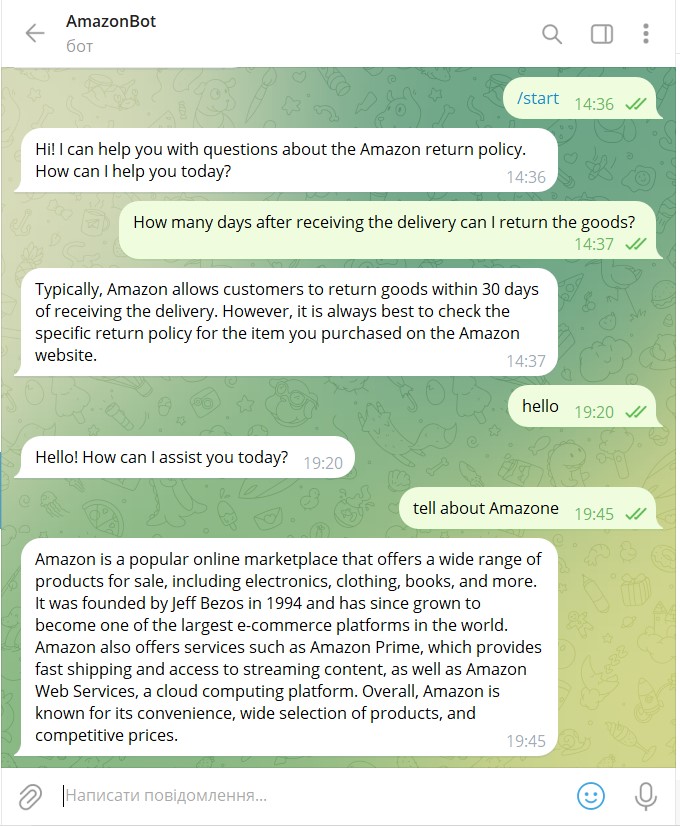 AmazonBot
бот
/start 14:36
Hi! I can help you with questions about the Amazon return policy.
How can I help you today?
14:36
How many days after receiving the delivery can I return the goods?
14:37
Typically, Amazon allows customers to return goods within 30 days
of receiving the delivery. However, it is always best to check the
specific return policy for the item you purchased on the Amazon
website.
14:37
hello 19:20
Hello! How can I assist you today? 19:20
tell about Amazone 19:45
Amazon is a popular online marketplace that offers a wide range of
products for sale, including electronics, clothing, books, and more.
It was founded by Jeff Bezos in 1994 and has since grown to
become one of the largest e-commerce platforms in the world.
Amazon also offers services such as Amazon Prime, which provides
fast shipping and access to streaming content, as well as Amazon
Web Services, a cloud computing platform. Overall, Amazon is
known for its convenience, wide selection of products, and
competitive prices.
19:45
Написати повідомлення...